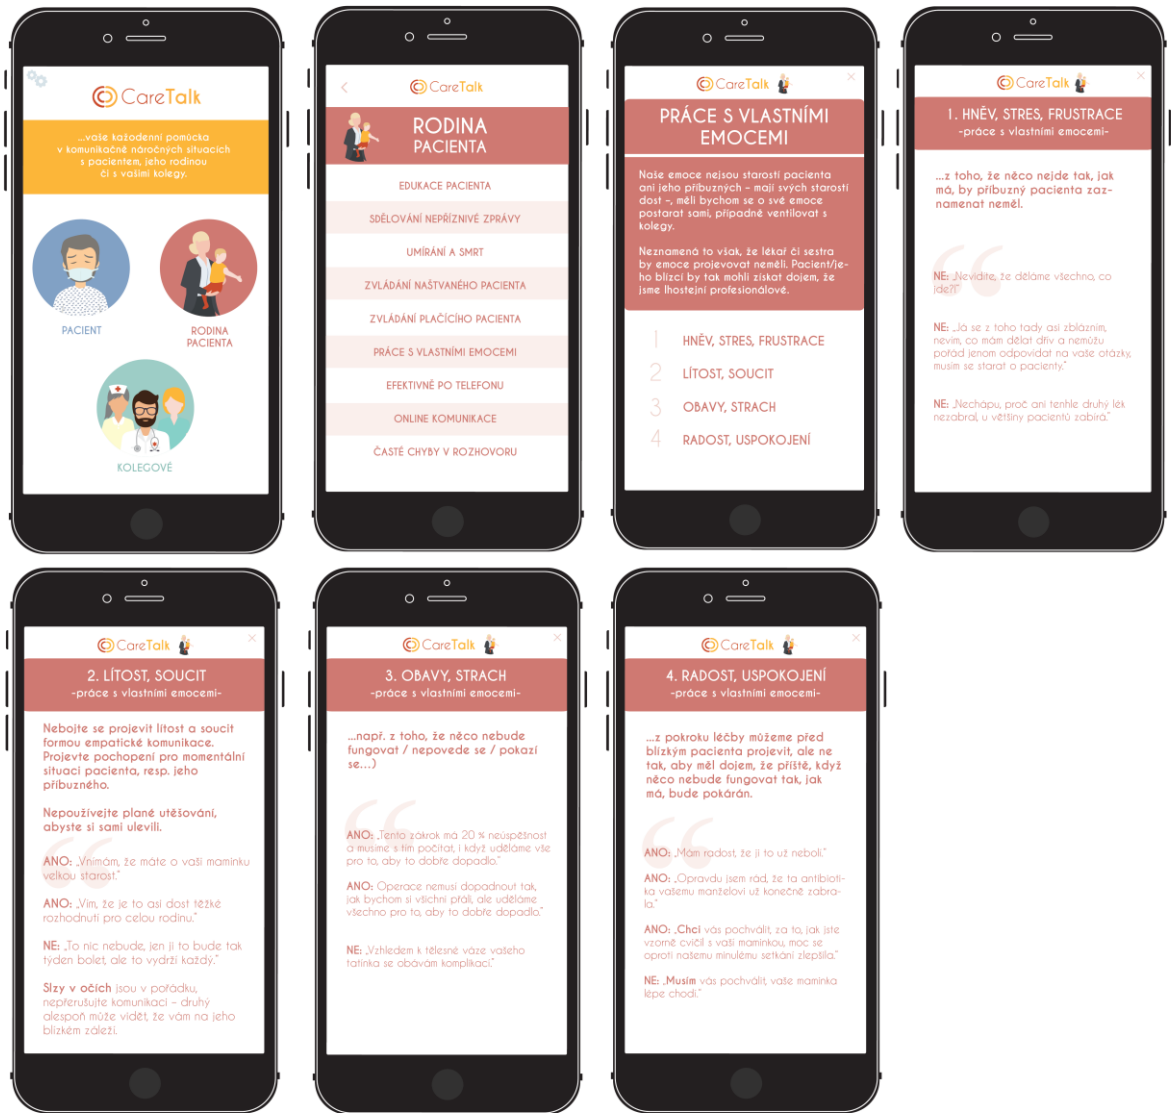 CareTalk
...vaše každodenní pomůcka
v komunikačně náročných situacích
s pacientem, jeho rodinou
či s vašimi kolegy.
PACIENT
RODINA
PACIENTA
KOLEGOVÉ
CareTalk
RODINA
PACIENTA
EDUKACE PACIENTA
SDĚLOVÁNÍ NEPŘÍZNIVÉ ZPRÁVY
UMÍRÁNÍ A SMRT
ZVLÁDÁNÍ NAŠTVANÉHO PACIENTA
ZVLÁDÁNÍ PLAČÍCÍHO PACIENTA
PRÁCE S VLASTNÍMI EMOCEMI
EFEKTIVNĚ PO TELEFONU
ONLINE KOMUNIKACE
ČASTÉ CHYBY V ROZHOVORU
CareTalk
PRÁCE S VLASTNÍMI
EMOCEMI
Naše emoce nejsou starostí pacienta
ani jeho příbuzných – mají svých starostí
dost –, měli bychom se o své emoce
postarat sami, případně ventilovat s
kolegy.
Neznamená to však, že lékař či sestra
by emoce projevovat neměli. Pacient/je-
ho blízcí by tak mohli získat dojem, že
jsme lhostejní profesionálové.
1 HNĚV, STRES, FRUSTRACE
2 LÍTOST, SOUCIT
3 OBAVY, STRACH
4 RADOST, USPOKOJENÍ
CareTalk
1. HNĚV, STRES, FRUSTRACE
-práce s vlastními emocemi-
...z toho, že něco nejde tak, jak
má, by příbuzný pacienta zaz-
namenat neměl.
NE: „Nevidíte, že děláme všechno, co
jde?!"
NE: „Já se z toho tady asi zblázním,
nevím, co mám dělat dřív a nemůžu
pořád jenom odpovídat na vaše otázky,
musím se starat o pacienty."
NE: „Nechápu, proč ani tenhle druhý lék
nezabral, u většiny pacientů zabírá."
CareTalk
2. LÍTOST, SOUCIT
-práce s vlastními emocemi-
Nebojte se projevit lítost a soucit
formou empatické komunikace.
Projevte pochopení pro momentální
situaci pacienta, resp. jeho
příbuzného.
Nepoužívejte plané utěšování,
abyste si sami ulevili.
ANO: „Vnímám, že máte o vaši maminku
velkou starost."
ANO: „Vím, že je to asi dost těžké
rozhodnutí pro celou rodinu."
NE: „To nic nebude, jen ji to bude tak
týden bolet, ale to vydrží každý."
Slzy v očích jsou v pořádku,
nepřerušujte komunikaci – druhý
alespoň může vidět, že vám na jeho
blízkém záleží.
CareTalk
3. OBAVY, STRACH
-práce s vlastními emocemi-
...např. z toho, že něco nebude
fungovat / nepovede se / pokazí
se...)
ANO: „Tento zákrok má 20 % neúspěšnost
a musíme s tím počítat, i když uděláme vše
pro to, aby to dobře dopadlo."
ANO: Operace nemusí dopadnout tak,
jak bychom si všichni přáli, ale uděláme
všechno pro to, aby to dobře dopadlo."
NE: „Vzhledem k tělesné váze vašeho
tatínka se obávám komplikací."
CareTalk
4. RADOST, USPOKOJENÍ
-práce s vlastními emocemi-
...z pokroku léčby můžeme před
blízkým pacienta projevit, ale ne
tak, aby měl dojem, že příště, když
něco nebude fungovat tak, jak
má, bude pokárán.
ANO: „Mám radost, že ji to už nebolí."
ANO: „Opravdu jsem rád, že ta antibioti-
ka vašemu manželovi už konečně zabra-
la."
ANO: „Chci vás pochválit, za to, jak jste
vzorně cvičil s vaší maminkou, moc se
oproti našemu minulému setkání zlepšila."
NE: „Musím vás pochválit, vaše maminka
lépe chodí."